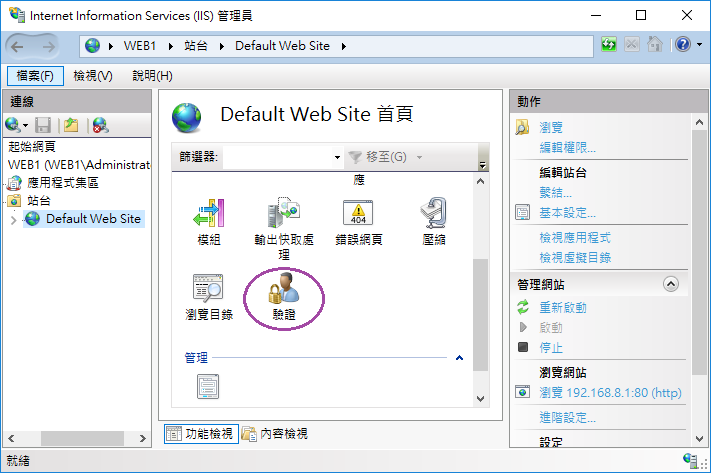 Internet Information Services (IIS) 管理員
WEB1 站台 Default Web Site
檔案(F) 檢視(V) 說明(H)
連線
起始網頁
WEB1 (WEB1\Administrat
應用程式集區
站台
Default Web Site
Default Web Site 首頁
篩選器: 移至(G)
應
模組
輸出快取處
理
404
錯誤網頁
壓縮
瀏覽目錄
驗證
管理
功能檢視 內容檢視
動作
瀏覽
編輯權限...
編輯站台
繫結...
基本設定...
檢視應用程式
檢視虛擬目錄
管理網站
重新啟動
啟動
停止
瀏覽網站
瀏覽 192.168.8.1:80 (http)
進階設定...
設定
就緒